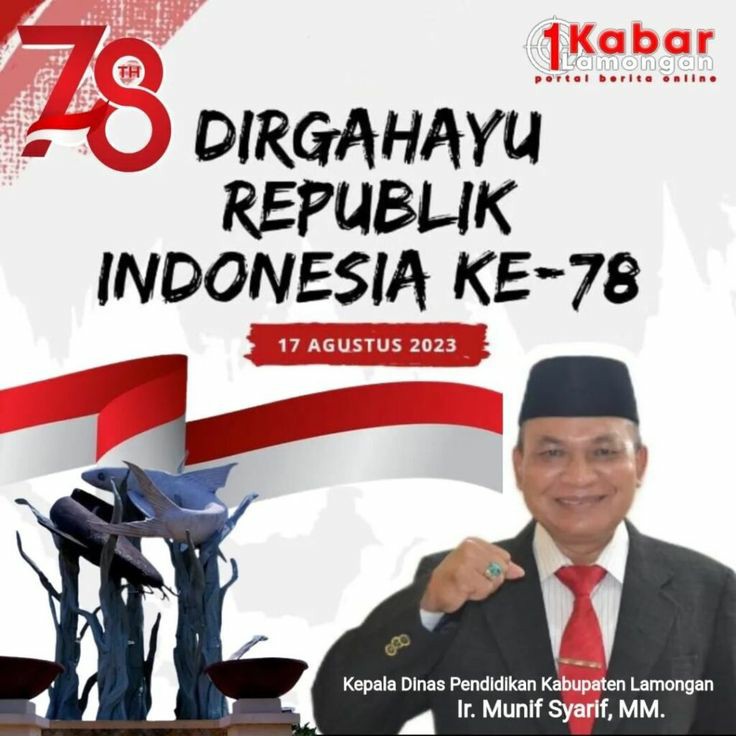 78
TH
1Kabar
Lamongan
portal berita online
DIRGAHAYU
REPUBLIK
INDONESIA KE-78
17 AGUSTUS 2023
Kepala Dinas Pendidikan Kabupaten Lamongan
Ir. Munif Syarif, MM.